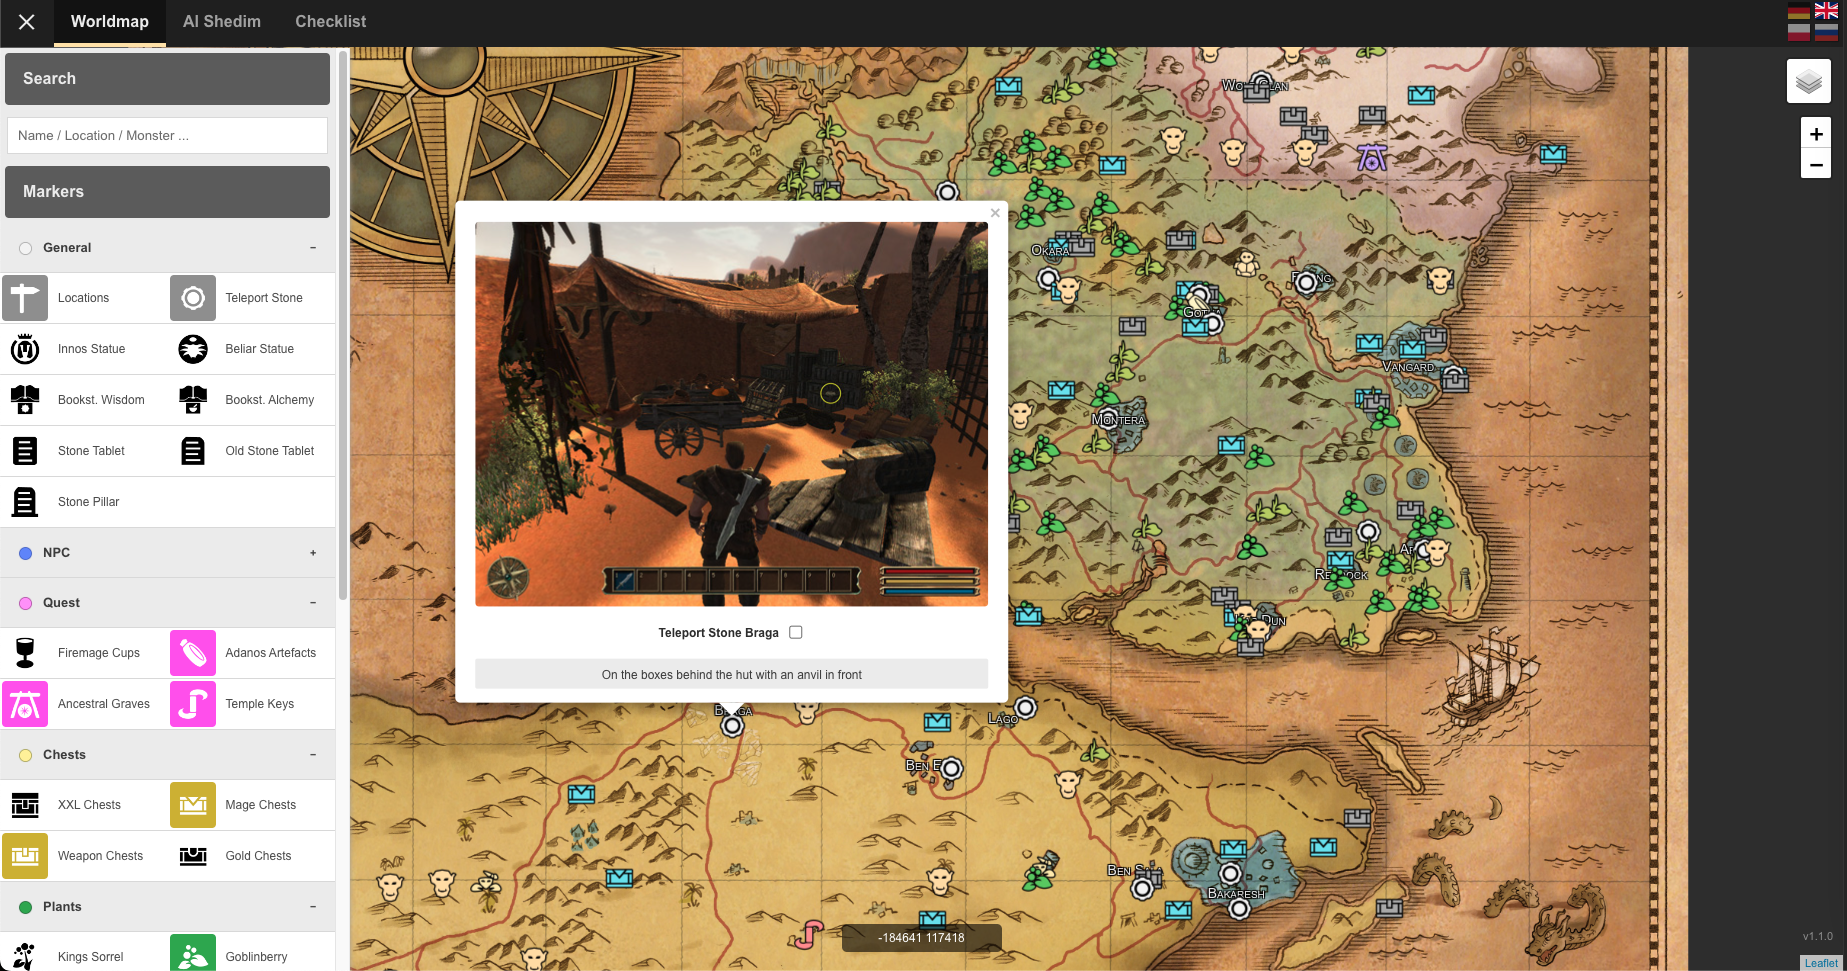 Worldmap
Al Shedim
Checklist
Search
Name / Location / Monster ...
Markers
General −
Locations
Teleport Stone
Innos Statue
Beliar Statue
Bookst. Wisdom
Bookst. Alchemy
Stone Tablet
Old Stone Tablet
Stone Pillar
NPC +
Quest −
Firemage Cups
Adanos Artefacts
Ancestral Graves
Temple Keys
Chests −
XXL Chests
Mage Chests
Weapon Chests
Gold Chests
Plants −
Kings Sorrel
Goblinberry
×
Teleport Stone Braga
On the boxes behind the hut with an anvil in front
Okara
Vangard
Montera
Lago
Bakaresh
-184641 117418
+
−
v1.1.0
Leaflet